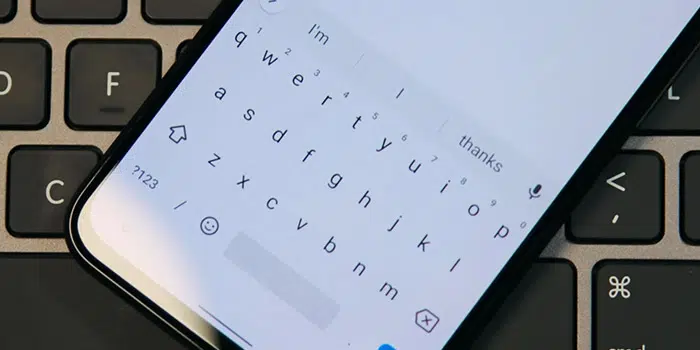 I'm I thanks
1 2 3 4 5 6 7 8 9 0
q w e r t y u i o p
a s d f g h j k l
z x c v b n m
?123 /
F
C
L
<
,
⌘